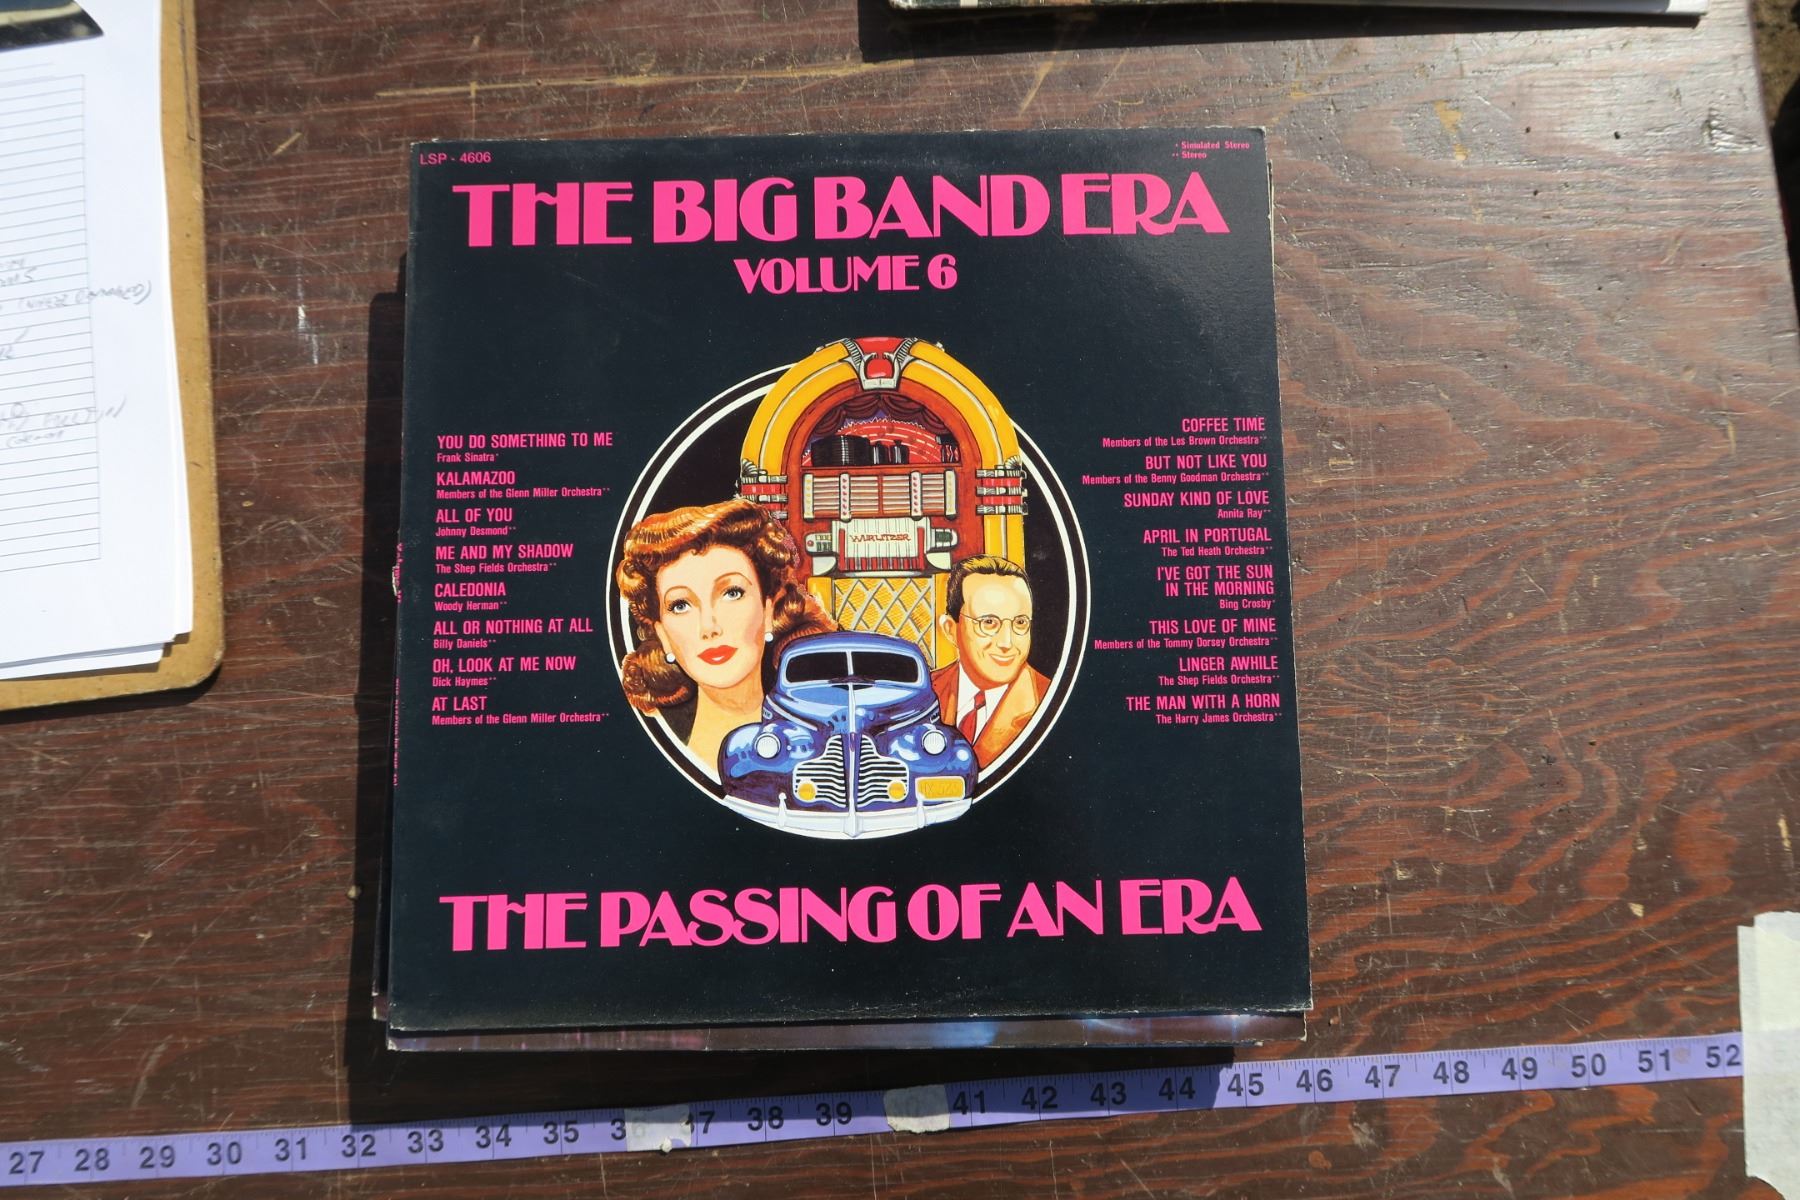 LSP - 4606
* Simulated Stereo
** Stereo
THE BIG BAND ERA
VOLUME 6
YOU DO SOMETHING TO ME
Frank Sinatra*
KALAMAZOO
Members of the Glenn Miller Orchestra**
ALL OF YOU
Johnny Desmond**
ME AND MY SHADOW
The Shep Fields Orchestra**
CALEDONIA
Woody Herman**
ALL OR NOTHING AT ALL
Billy Daniels**
OH, LOOK AT ME NOW
Dick Haymes**
AT LAST
Members of the Glenn Miller Orchestra**
WURLITZER
COFFEE TIME
Members of the Les Brown Orchestra**
BUT NOT LIKE YOU
Members of the Benny Goodman Orchestra**
SUNDAY KIND OF LOVE
Annita Ray**
APRIL IN PORTUGAL
The Ted Heath Orchestra**
I'VE GOT THE SUN
IN THE MORNING
Bing Crosby*
THIS LOVE OF MINE
Members of the Tommy Dorsey Orchestra**
LINGER AWHILE
The Shep Fields Orchestra**
THE MAN WITH A HORN
The Harry James Orchestra**
THE PASSING OF AN ERA
27 28 29 30 31 32 33 34 35 37 38 39 41 42 43 44 45 46 47 48 49 50 51 52